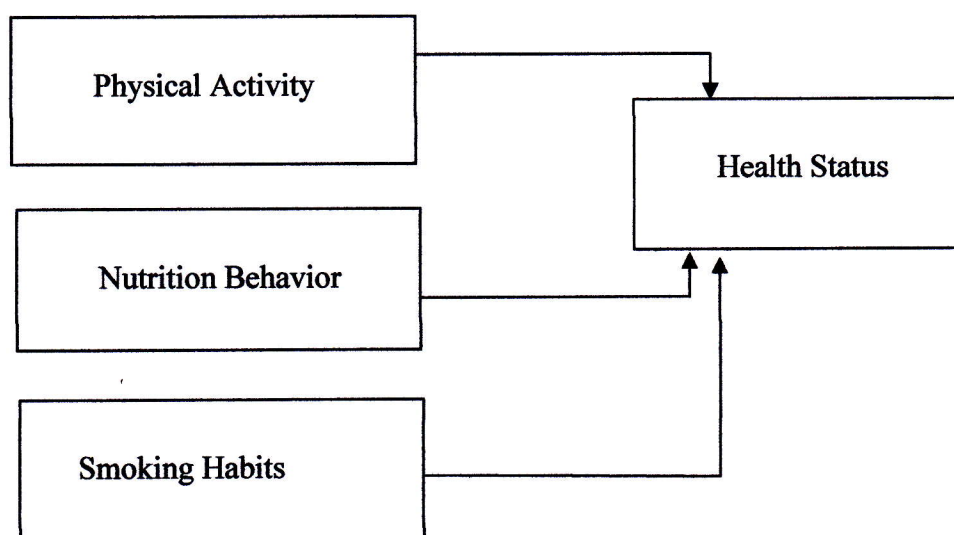 Physical Activity
Health Status
Nutrition Behavior
Smoking Habits